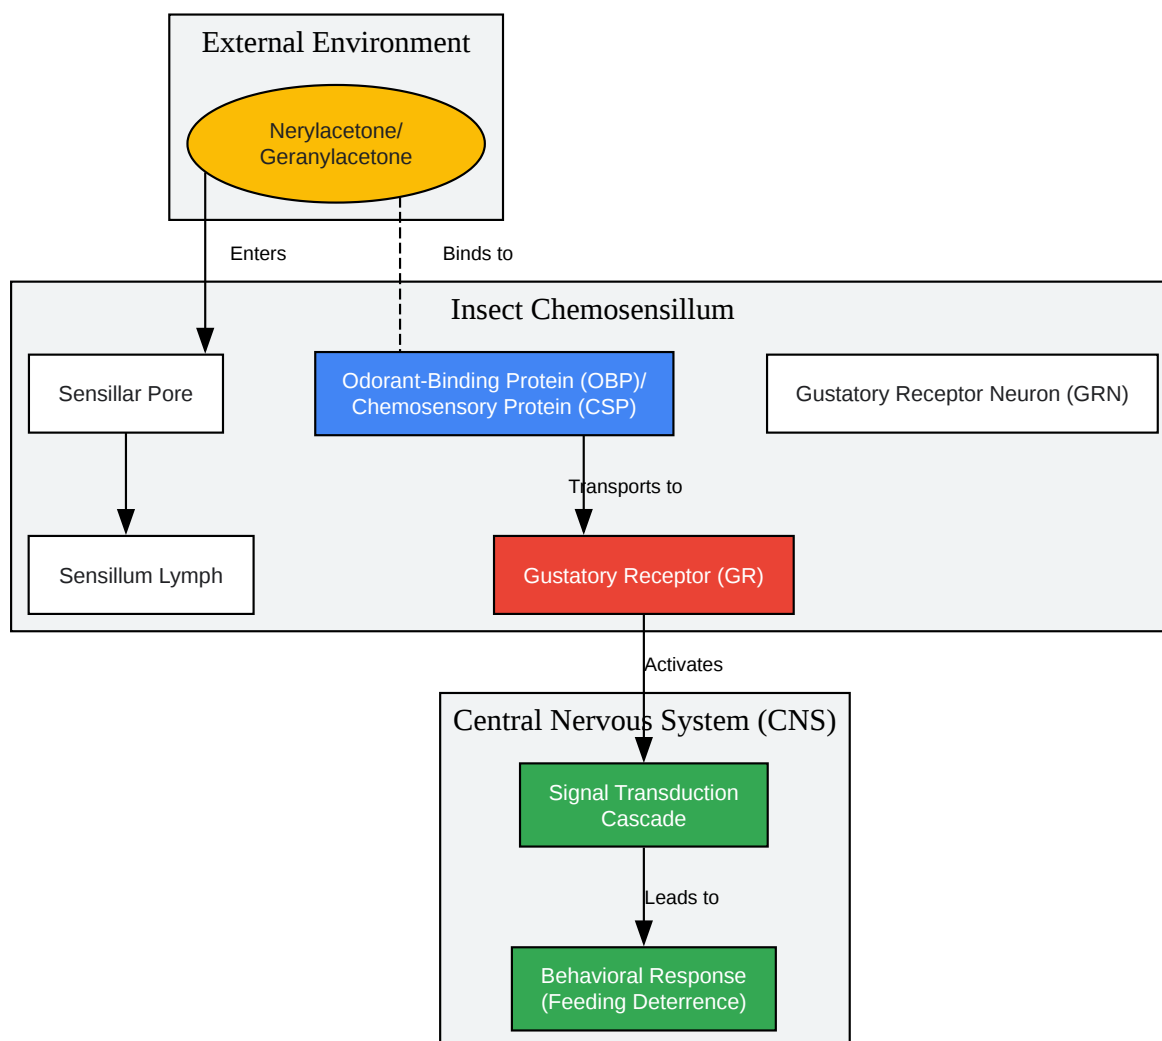 External Environment
Nerylacetone/
Geranylacetone
Enters
Binds to
Insect Chemosensillum
Sensillar Pore
Odorant-Binding Protein (OBP)/
Chemosensory Protein (CSP)
Gustatory Receptor Neuron (GRN)
Transports to
Sensillum Lymph
Gustatory Receptor (GR)
Activates
Central Nervous System (CNS)
Signal Transduction
Cascade
Leads to
Behavioral Response
(Feeding Deterrence)